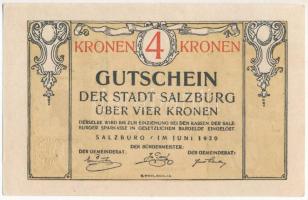 KRONEN 4 KRONEN
GUTSCHEIN
DER STADT SALZBURG
ÜBER VIER KRONEN
DERSELBE WIRD BIS ZUR EINZIEHUNG BEI DEN KASSEN DER SALZ-
BURGER SPARKASSE IN GESETZLICHEM BARGELDE EINGELÖST.
SALZBURG / IM JUNI 1920
DER GEMEINDERAT: DER BÜRGERMEISTER: DER GEMEINDERAT: